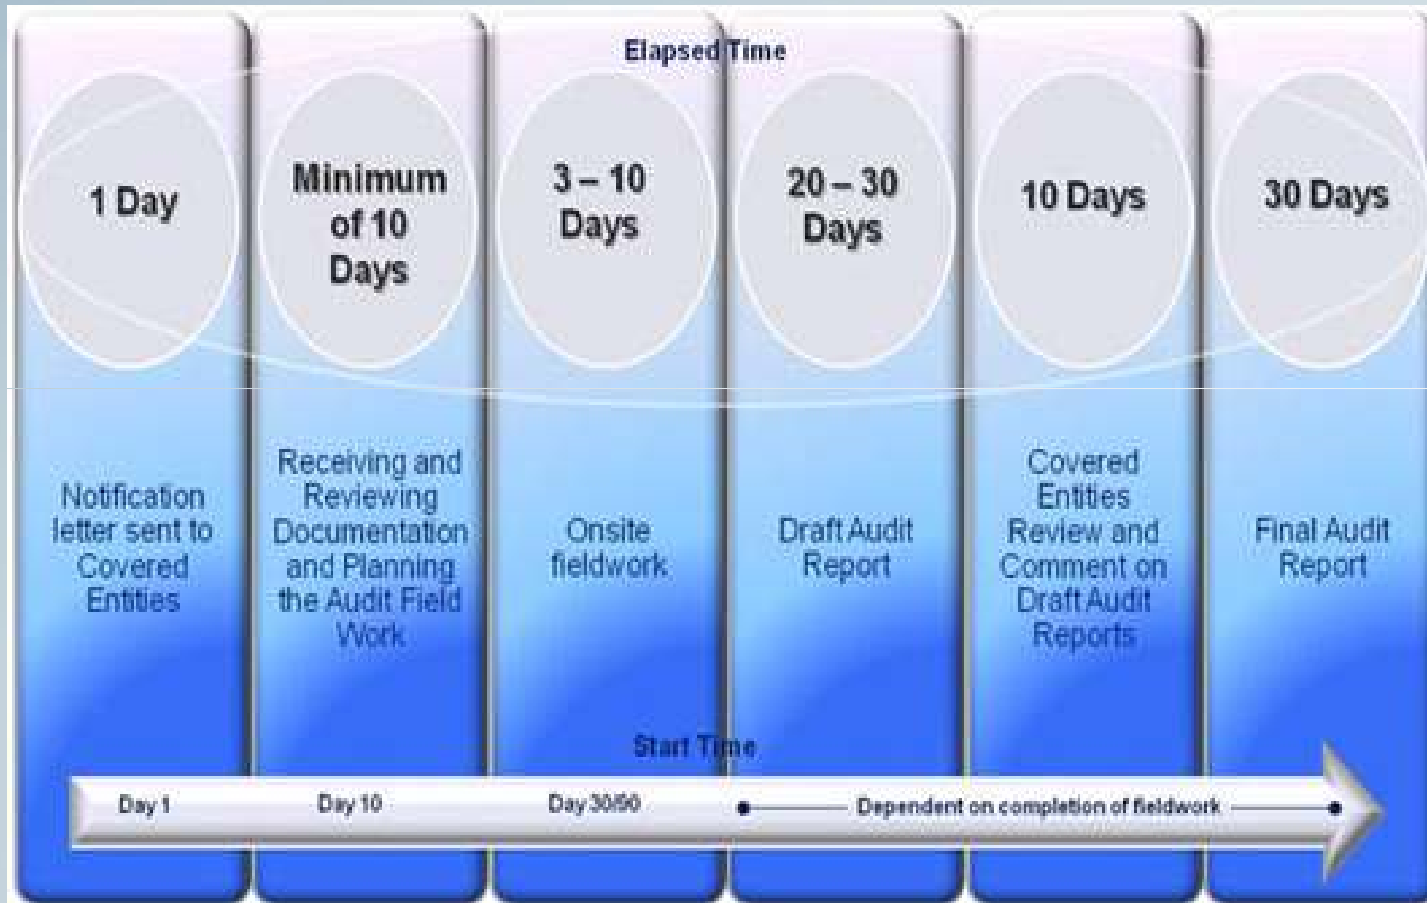 Elapsed Time
1 Day
Minimum
of 10
Days
3 – 10
Days
20 – 30
Days
10 Days
30 Days
Notification
letter sent to
Covered
Entities
Receiving and
Reviewing
Documentation
and Planning
the Audit Field
Work
Onsite
fieldwork
Draft Audit
Report
Covered
Entities
Review and
Comment on
Draft Audit
Reports
Final Audit
Report
Start Time
Day 1
Day 10
Day 30/90
Dependent on completion of fieldwork